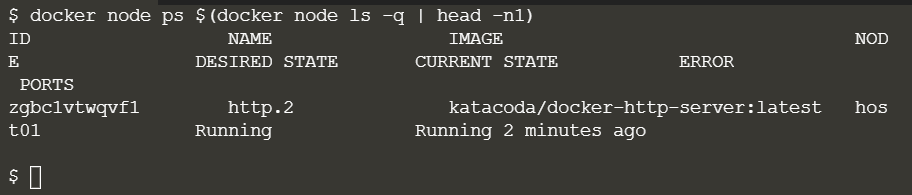 $ docker node ps $(docker node ls -q | head -n1)
ID                  NAME                IMAGE                                NOD
E                DESIRED STATE       CURRENT STATE           ERROR
 PORTS
zgbc1vtwqvf1        http.2              katacoda/docker-http-server:latest   hos
t01              Running             Running 2 minutes ago
$